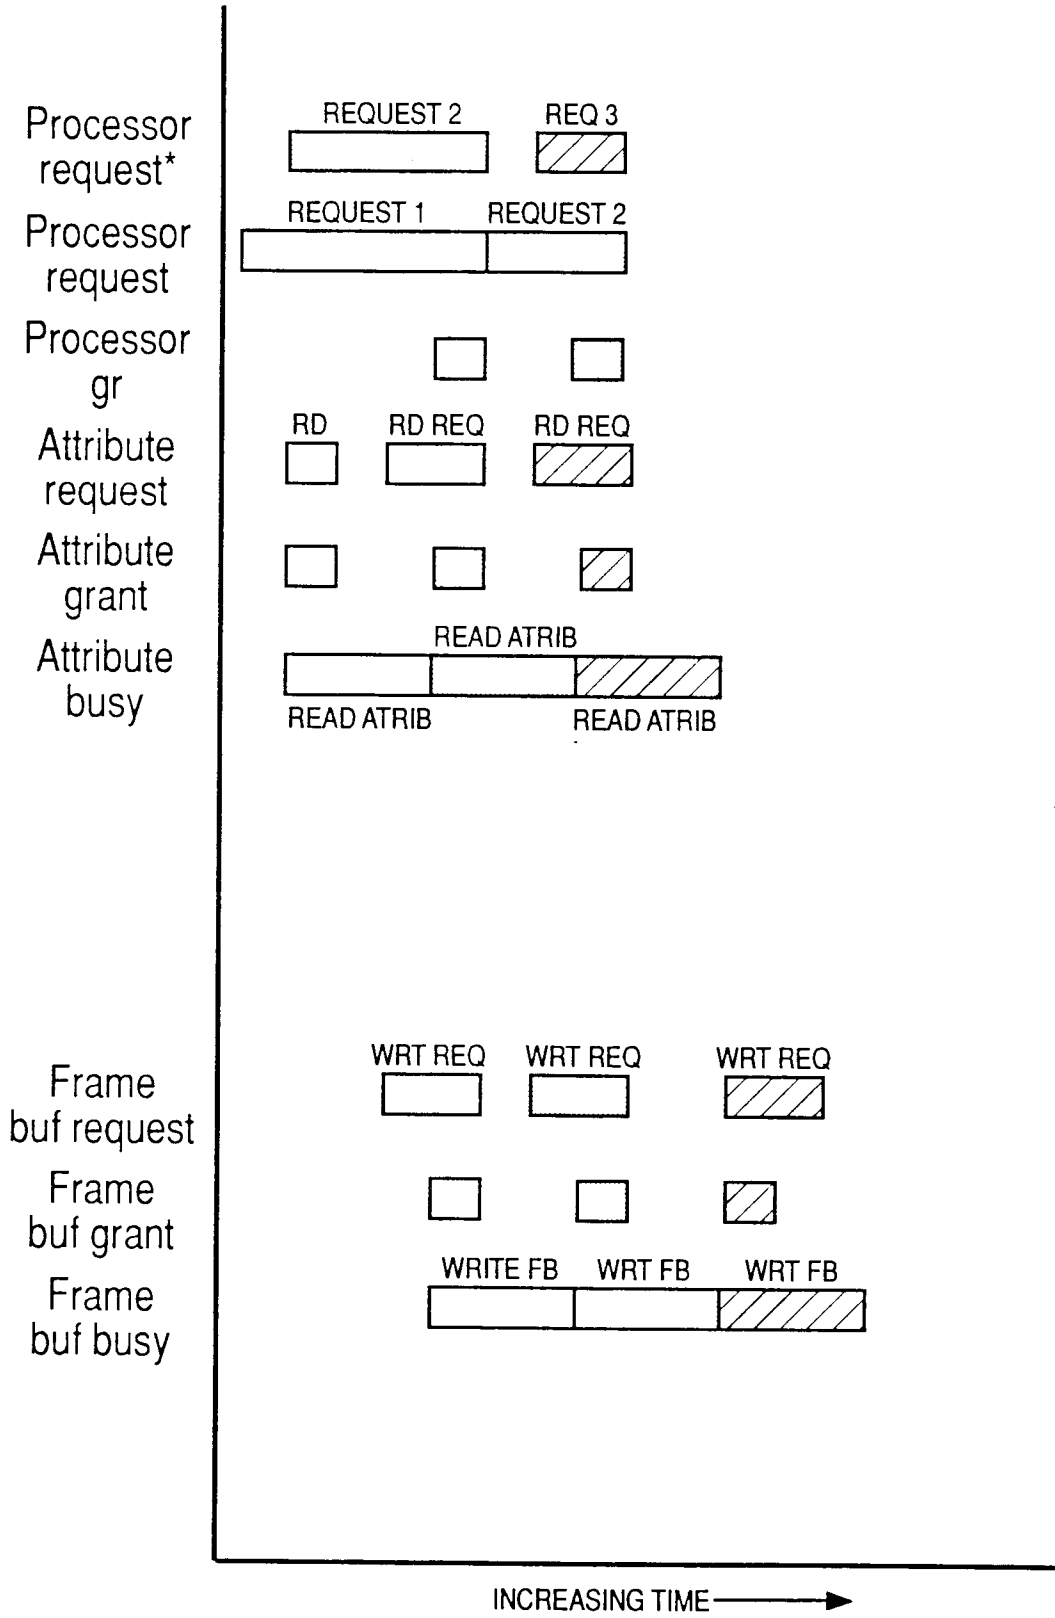 REQUEST 2 REQ 3
Processor
request*
REQUEST 1 REQUEST 2
Processor
request
Processor
gr
RD RD REQ RD REQ
Attribute
request
Attribute
grant
READ ATRIB
Attribute
busy
READ ATRIB READ ATRIB
WRT REQ WRT REQ WRT REQ
Frame
buf request
Frame
buf grant
WRITE FB WRT FB WRT FB
Frame
buf busy
INCREASING TIME